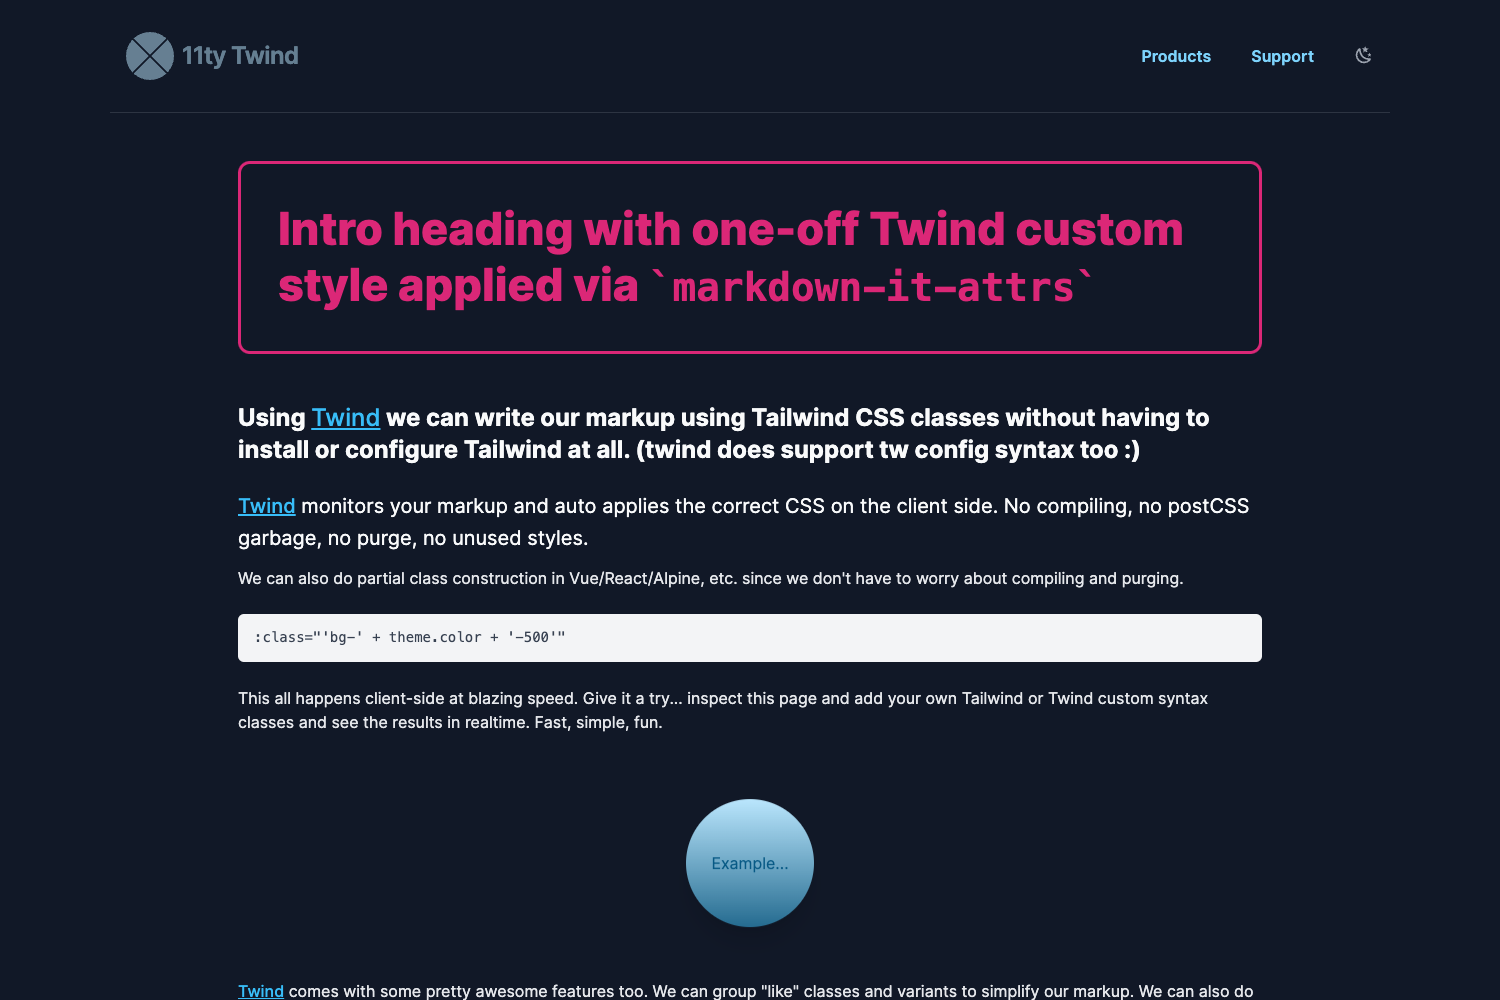 11ty Twind
Products
Support
Intro heading with one-off Twind custom
style applied via `markdown-it-attrs`
Using Twind we can write our markup using Tailwind CSS classes without having to
install or configure Tailwind at all. (twind does support tw config syntax too :)
Twind monitors your markup and auto applies the correct CSS on the client side. No compiling, no postCSS
garbage, no purge, no unused styles.
We can also do partial class construction in Vue/React/Alpine, etc. since we don't have to worry about compiling and purging.
:class="'bg-' + theme.color + '-500'"
This all happens client-side at blazing speed. Give it a try... inspect this page and add your own Tailwind or Twind custom syntax
classes and see the results in realtime. Fast, simple, fun.
Example...
Twind comes with some pretty awesome features too. We can group "like" classes and variants to simplify our markup. We can also do